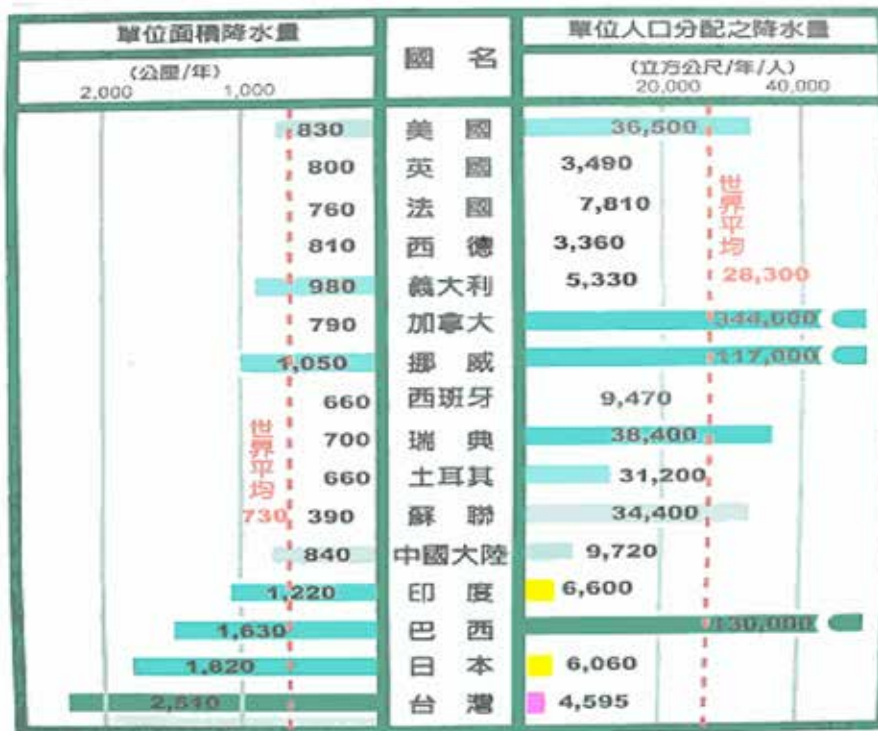 單位面積降水量 國名 單位人口分配之降水量
(公厘/年) (立方公尺/年/人)
2,000 1,000 20,000 40,000
830 美國 36,500
800 英國 3,490
760 法國 7,810
810 西德 3,360
980 義大利 5,330
790 加拿大 344,000
1,050 挪威 117,000
660 西班牙 9,470
700 瑞典 38,400
660 土耳其 31,200
390 蘇聯 34,400
840 中國大陸 9,720
1,220 印度 6,600
1,630 巴西 130,000
1,820 日本 6,060
2,510 台灣 4,595
世界平均
730
世界平均
28,300